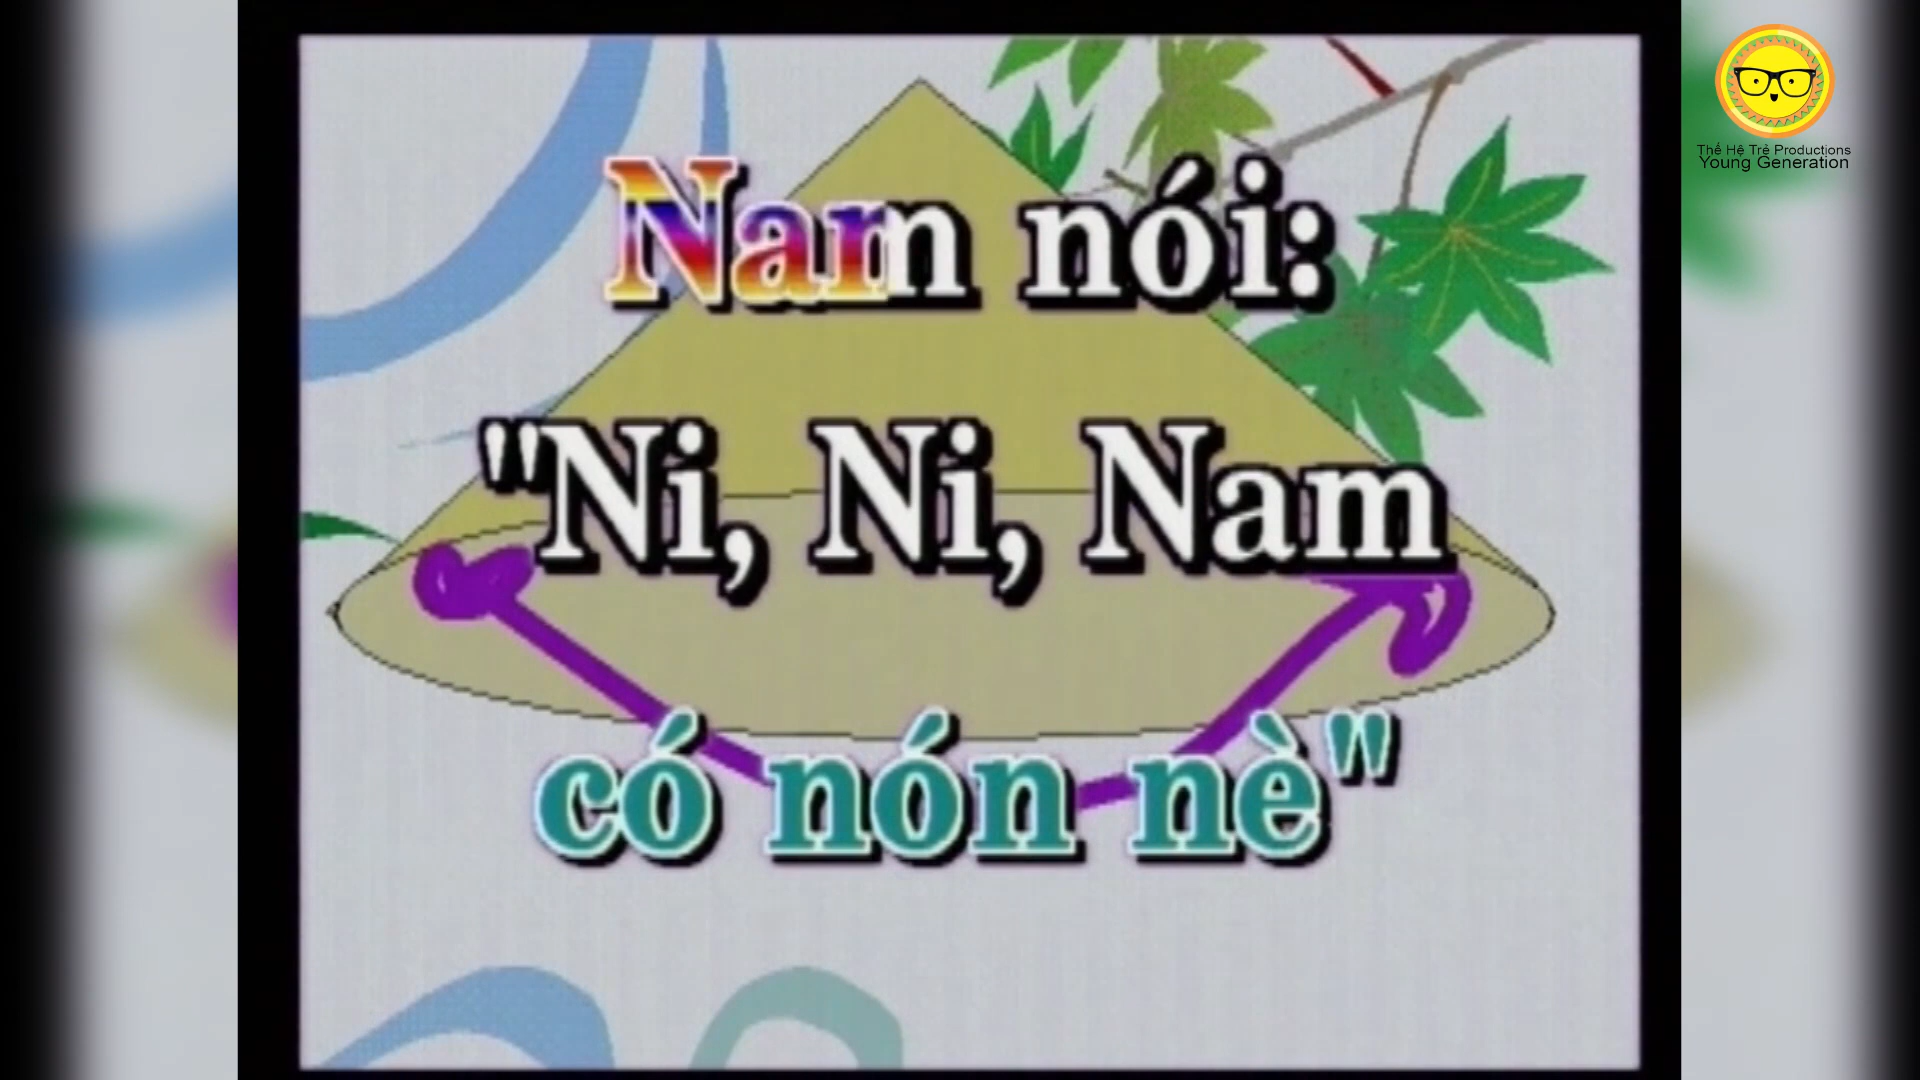 Thế Hệ Trẻ Productions
Young Generation
Nam nói:
"Ni, Ni, Nam
có nón nè"